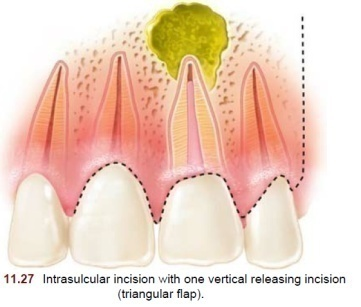 11.27 Intrasulcular incision with one vertical releasing incision
(triangular flap).